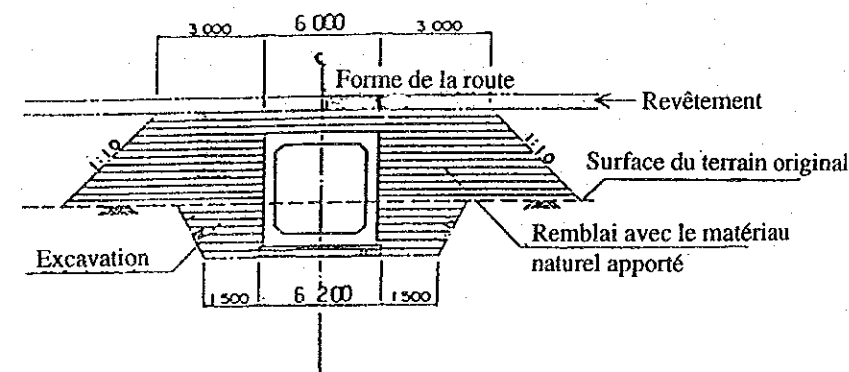 3 000 6 000 3 000
℄
Forme de la route
Revêtement
1:1.0 1:1.0
Surface du terrain original
Remblai avec le matériau
naturel apporté
Excavation
1 500 6 200 1 500